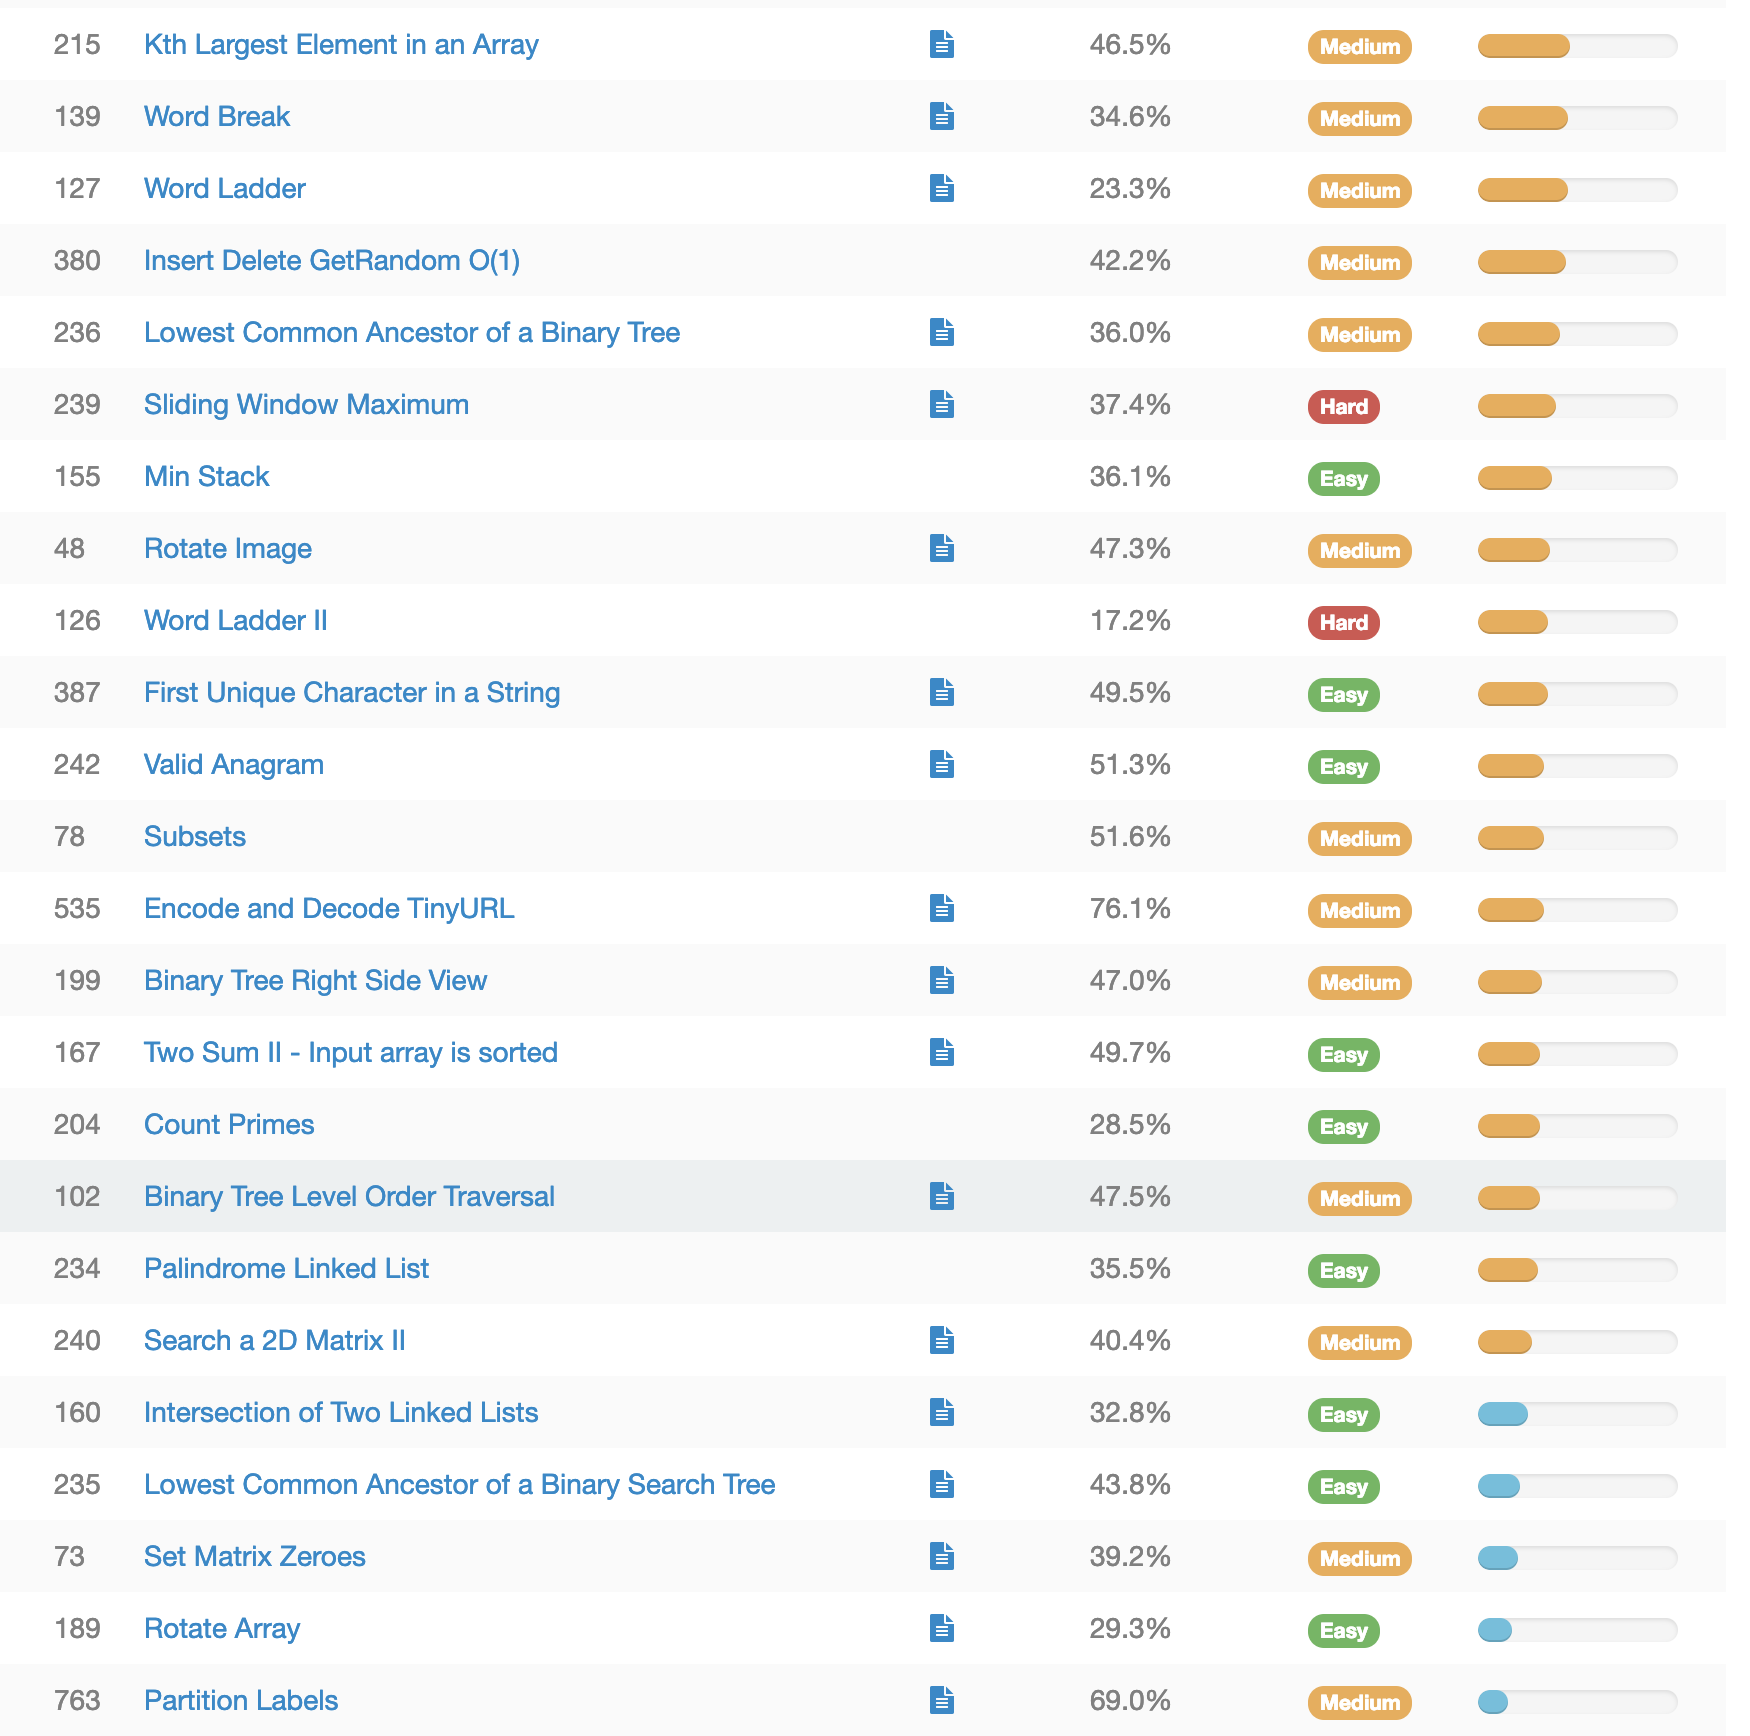 215 Kth Largest Element in an Array 46.5% Medium
139 Word Break 34.6% Medium
127 Word Ladder 23.3% Medium
380 Insert Delete GetRandom O(1) 42.2% Medium
236 Lowest Common Ancestor of a Binary Tree 36.0% Medium
239 Sliding Window Maximum 37.4% Hard
155 Min Stack 36.1% Easy
48 Rotate Image 47.3% Medium
126 Word Ladder II 17.2% Hard
387 First Unique Character in a String 49.5% Easy
242 Valid Anagram 51.3% Easy
78 Subsets 51.6% Medium
535 Encode and Decode TinyURL 76.1% Medium
199 Binary Tree Right Side View 47.0% Medium
167 Two Sum II - Input array is sorted 49.7% Easy
204 Count Primes 28.5% Easy
102 Binary Tree Level Order Traversal 47.5% Medium
234 Palindrome Linked List 35.5% Easy
240 Search a 2D Matrix II 40.4% Medium
160 Intersection of Two Linked Lists 32.8% Easy
235 Lowest Common Ancestor of a Binary Search Tree 43.8% Easy
73 Set Matrix Zeroes 39.2% Medium
189 Rotate Array 29.3% Easy
763 Partition Labels 69.0% Medium